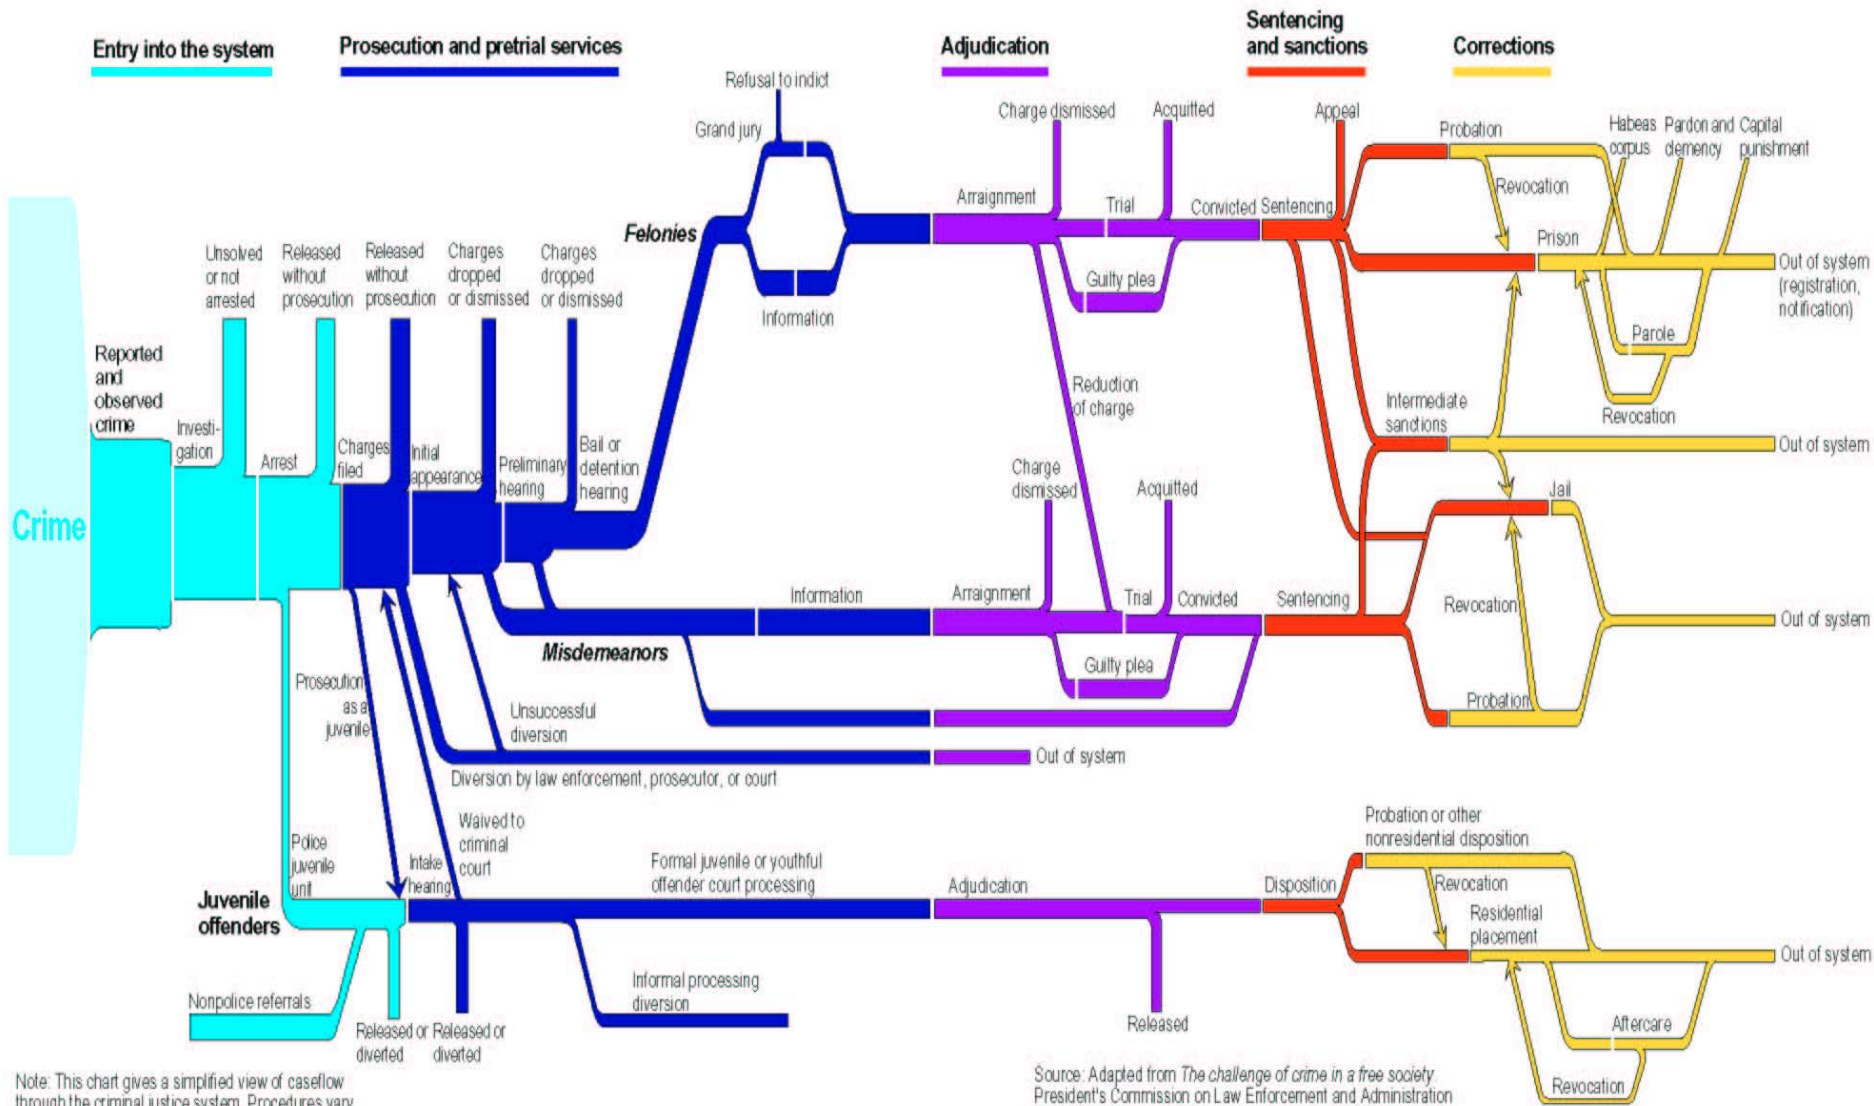 Entry into the system
Prosecution and pretrial services
Adjudication
Sentencing
and sanctions
Corrections
Refusal to indict
Grand jury
Felonies
Information
Unsolved
or not
arrested
Released
without
prosecution
Released
without
prosecution
Charges
dropped
or dismissed
Charges
dropped
or dismissed
Reported
and
observed
crime
Investi-
gation
Arrest
Charges
filed
Initial
appearance
Preliminary
hearing
Bail or
detention
hearing
Crime
Charge dismissed
Acquitted
Arraignment
Trial
Convicted
Guilty plea
Reduction
of charge
Appeal
Sentencing
Probation
Revocation
Habeas
corpus
Pardon and
clemency
Capital
punishment
Prison
Out of system
(registration,
notification)
Parole
Revocation
Intermediate
sanctions
Out of system
Jail
Charge
dismissed
Acquitted
Information
Arraignment
Trial
Convicted
Sentencing
Revocation
Out of system
Misdemeanors
Guilty plea
Probation
Prosecution
as a
juvenile
Unsuccessful
diversion
Out of system
Diversion by law enforcement, prosecutor, or court
Police
juvenile
unit
Waived to
criminal
court
Intake
hearing
Formal juvenile or youthful
offender court processing
Adjudication
Disposition
Probation or other
nonresidential disposition
Revocation
Residential
placement
Out of system
Juvenile
offenders
Nonpolice referrals
Released or
diverted
Released or
diverted
Informal processing
diversion
Released
Aftercare
Revocation
Note: This chart gives a simplified view of caseflow
through the criminal justice system. Procedures vary
Source: Adapted from The challenge of crime in a free society.
President's Commission on Law Enforcement and Administration